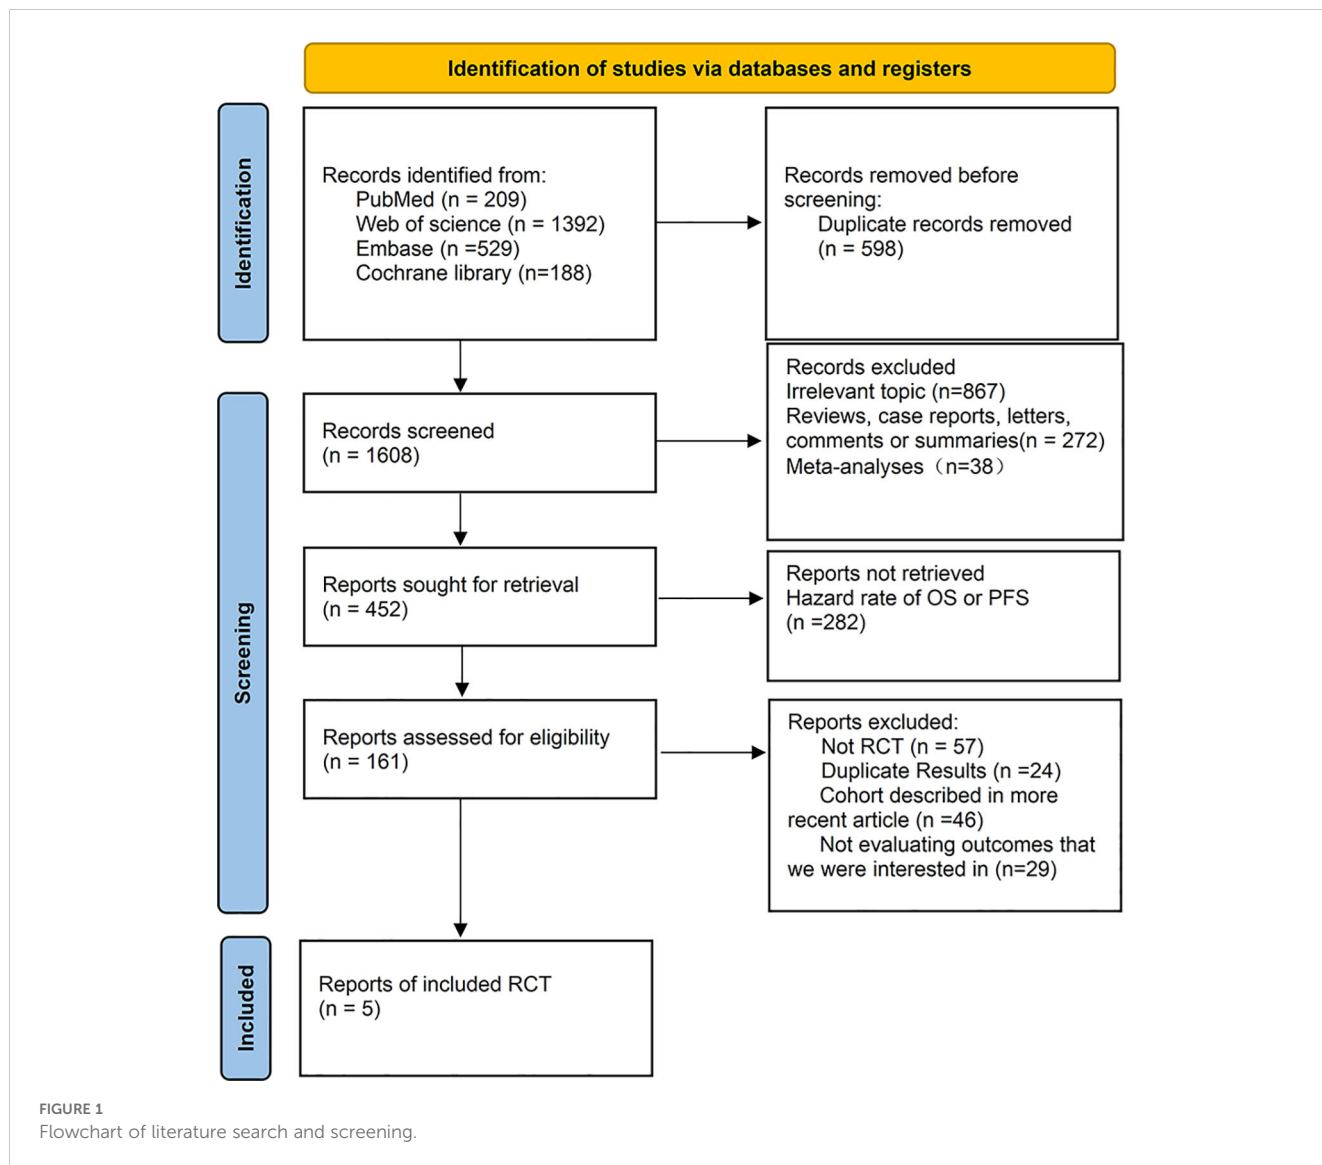 Identification of studies via databases and registers
Identification
Records identified from:
PubMed (n = 209)
Web of science (n = 1392)
Embase (n =529)
Cochrane library (n=188)
Records removed before
screening:
Duplicate records removed
(n = 598)
Screening
Records screened
(n = 1608)
Records excluded
Irrelevant topic (n=867)
Reviews, case reports, letters,
comments or summaries(n = 272)
Meta-analyses（n=38）
Reports sought for retrieval
(n = 452)
Reports not retrieved
Hazard rate of OS or PFS
(n =282)
Reports assessed for eligibility
(n = 161)
Reports excluded:
Not RCT (n = 57)
Duplicate Results (n =24)
Cohort described in more
recent article (n =46)
Not evaluating outcomes that
we were interested in (n=29)
Included
Reports of included RCT
(n = 5)
FIGURE 1
Flowchart of literature search and screening.